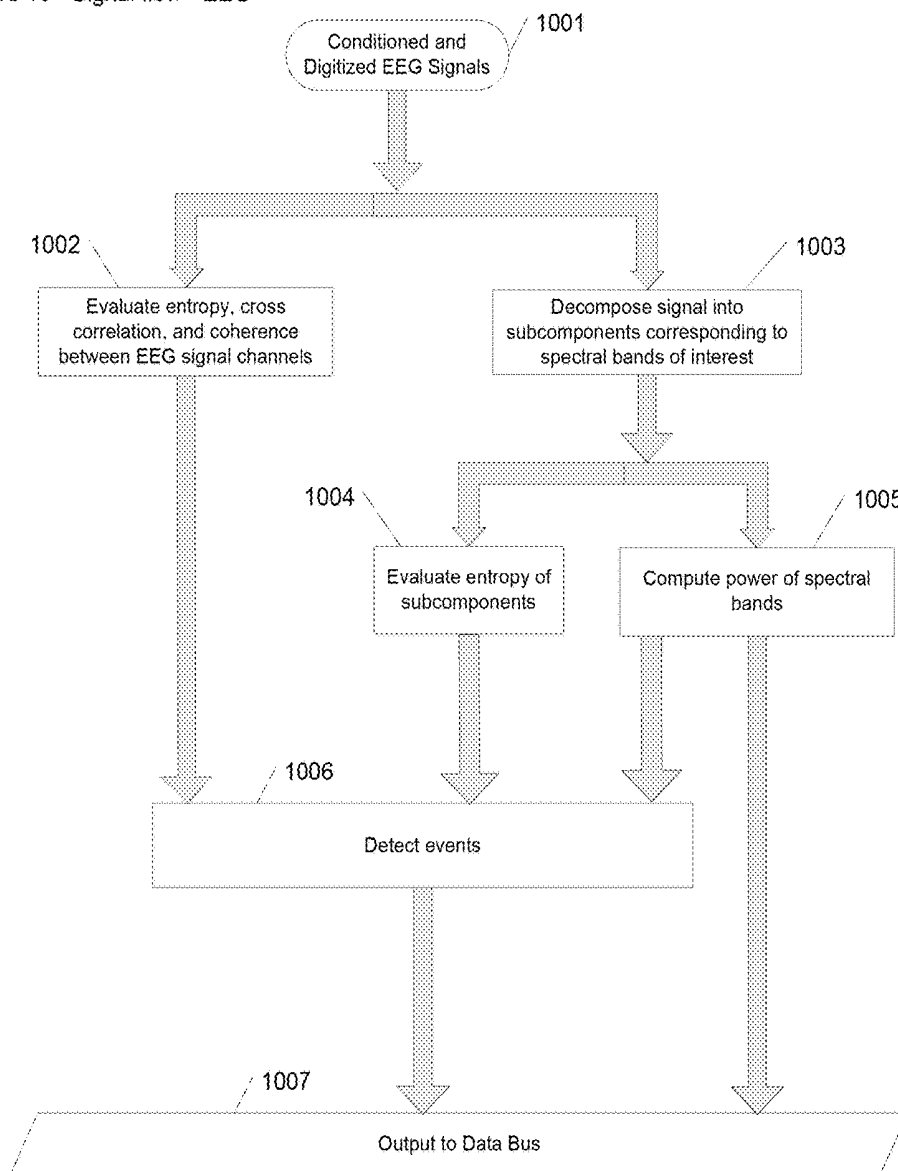 1001
Conditioned and
Digitized EEG Signals
1002
1003
Evaluate entropy, cross
correlation, and coherence
between EEG signal channels
Decompose signal into
subcomponents corresponding to
spectral bands of interest
1004
1005
Evaluate entropy of
subcomponents
Compute power of spectral
bands
1006
Detect events
1007
Output to Data Bus